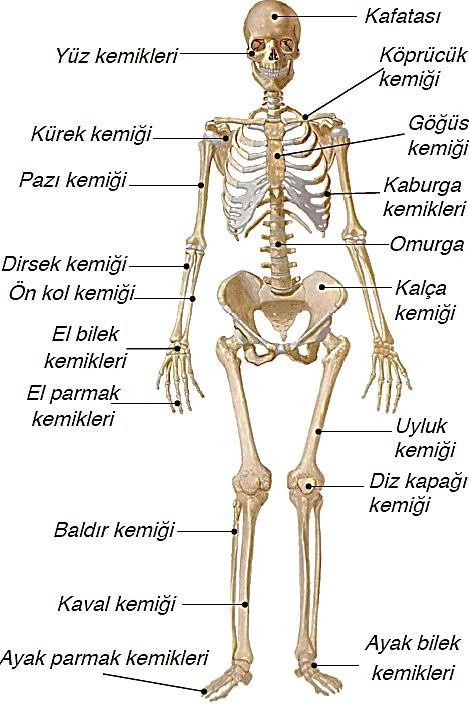 Kafatası
Yüz kemikleri
Köprücük
kemiği
Kürek kemiği
Göğüs
kemiği
Pazı kemiği
Kaburga
kemikleri
Omurga
Dirsek kemiği
Ön kol kemiği
Kalça
kemiği
El bilek
kemikleri
El parmak
kemikleri
Uyluk
kemiği
Diz kapağı
kemiği
Baldır kemiği
Kaval kemiği
Ayak parmak kemikleri
Ayak bilek
kemikleri